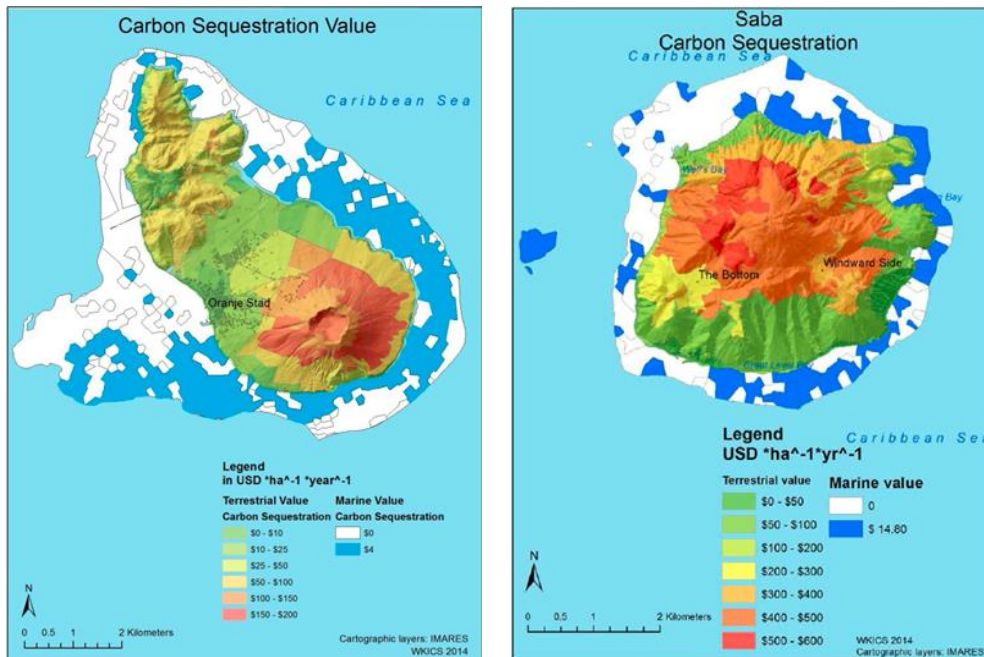 Carbon Sequestration Value
Caribbean Sea
Oranje Stad
Legend
in USD *ha^-1 *year^-1
Terrestrial Value
Carbon Sequestration
$0 - $10
$10 - $25
$25 - $50
$50 - $100
$100 - $150
$150 - $200
Marine Value
Carbon Sequestration
$0
$4
N
0 0.5 1 2 Kilometers
Cartographic layers: IMARES
WKICS 2014
Saba
Carbon Sequestration
Caribbean Sea
Well's Bay
Bay
The Bottom
Windward Side
Caribbean Se
Legend
USD *ha^-1*yr^-1
Terrestrial value
$0 - $50
$50 - $100
$100 - $200
$200 - $300
$300 - $400
$400 - $500
$500 - $600
Marine value
0
$ 14.80
N
0 0.5 1 2 Kilometers
WKICS 2014
Cartographic layers: IMARES